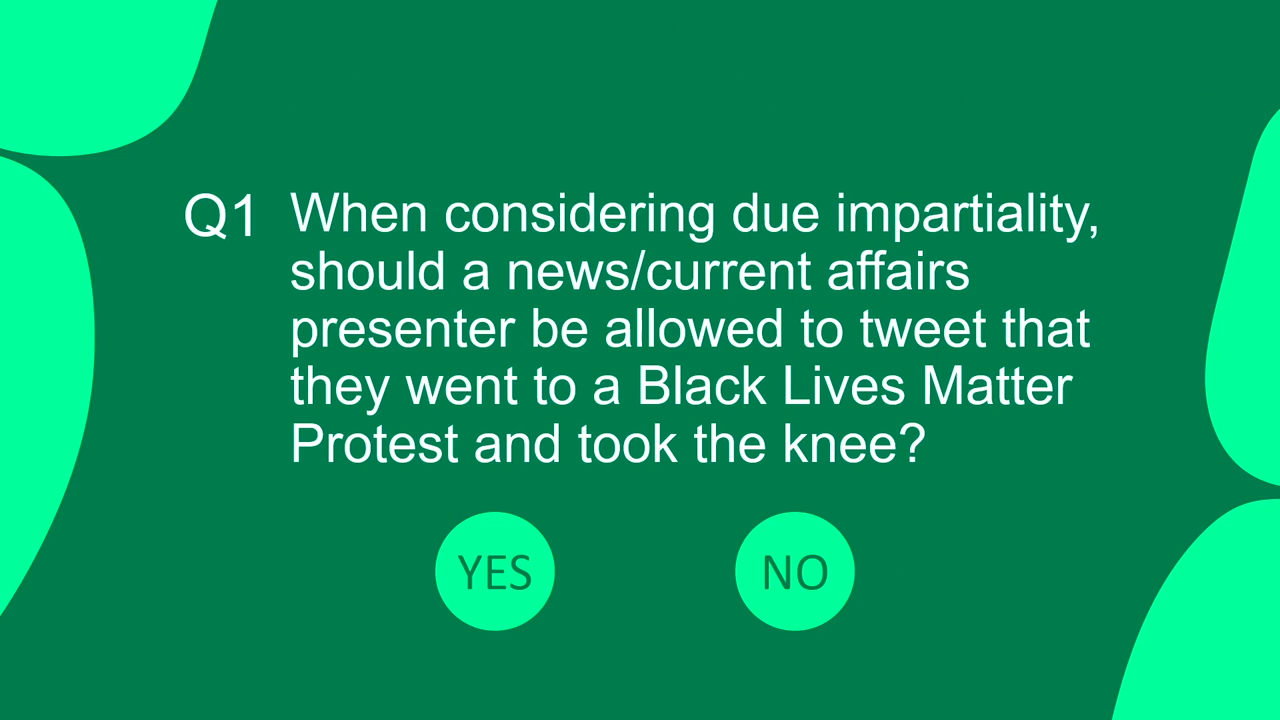 Q1 When considering due impartiality,
should a news/current affairs
presenter be allowed to tweet that
they went to a Black Lives Matter
Protest and took the knee?
YES NO